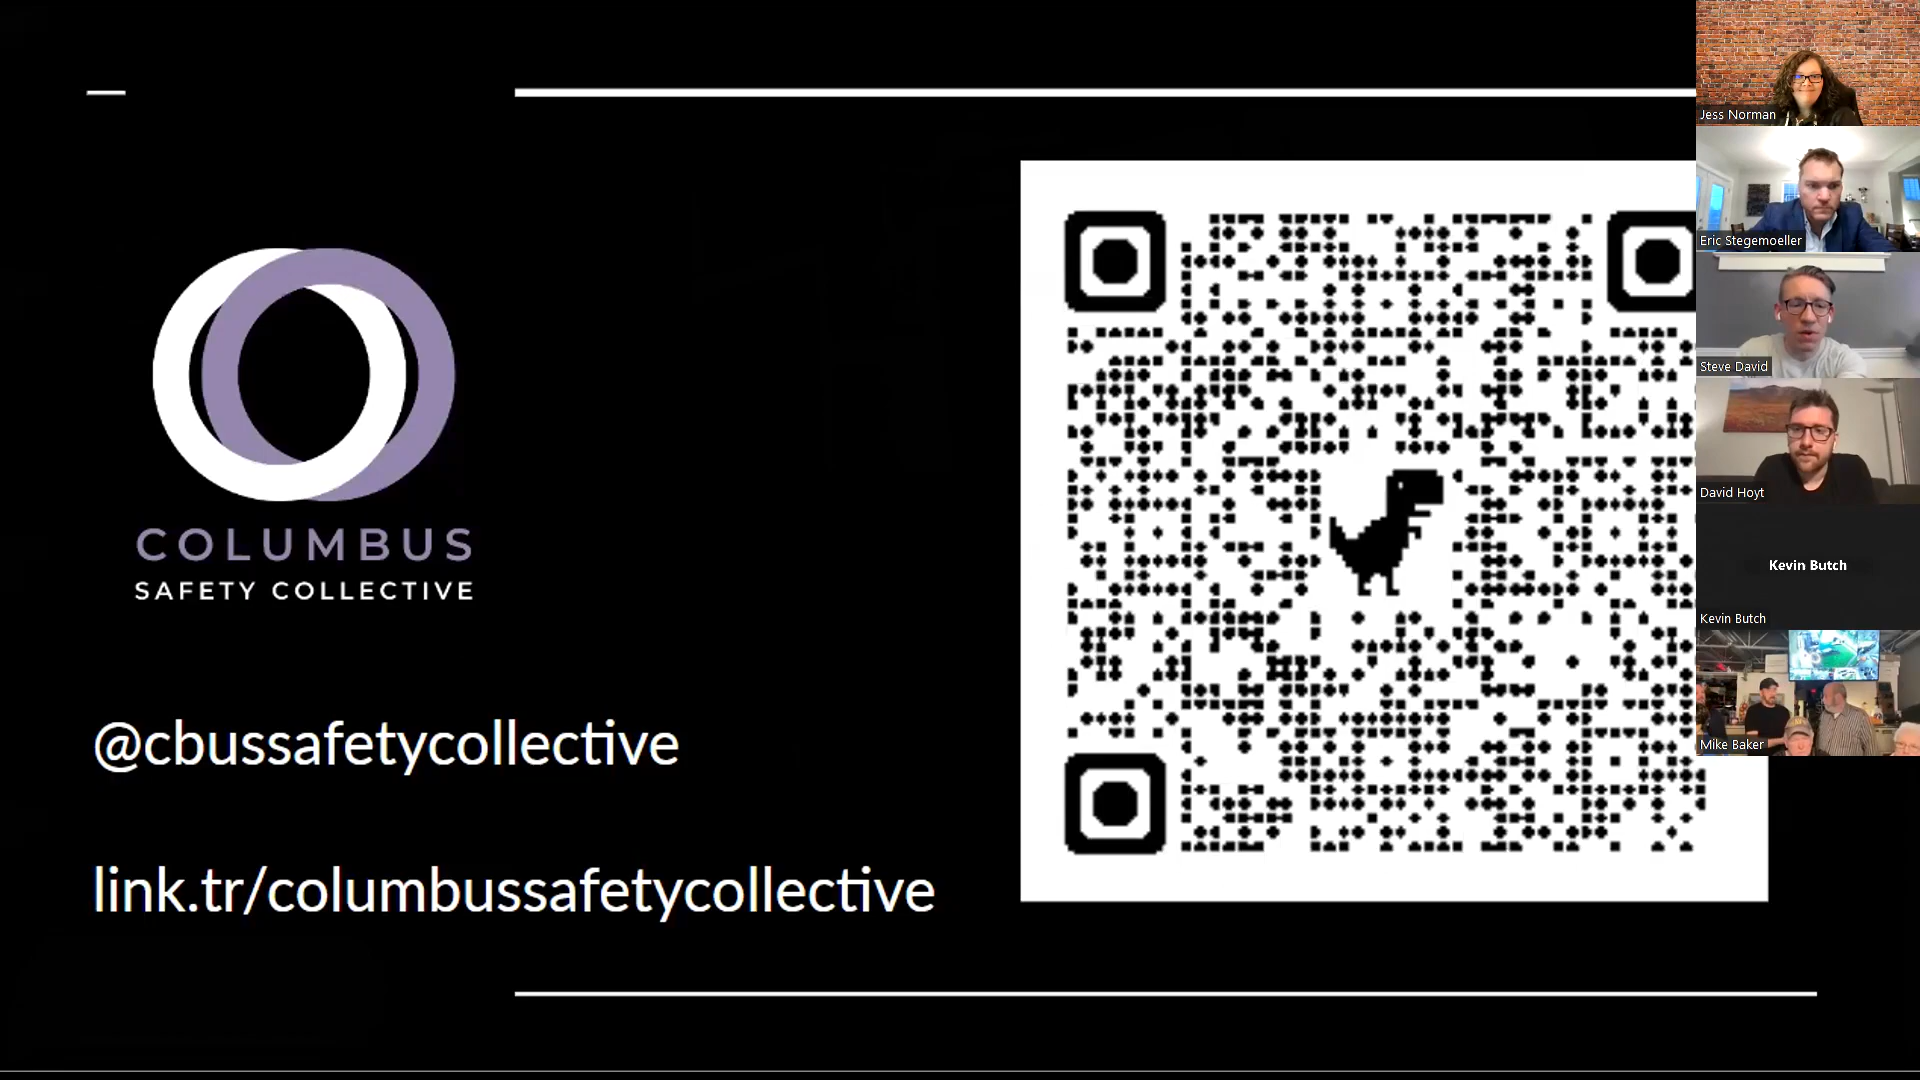 COLUMBUS
SAFETY COLLECTIVE
@cbussafetycollective
link.tr/columbussafetycollective
Jess Norman
Eric Stegemoeller
Steve David
David Hoyt
Kevin Butch
Kevin Butch
Mike Baker